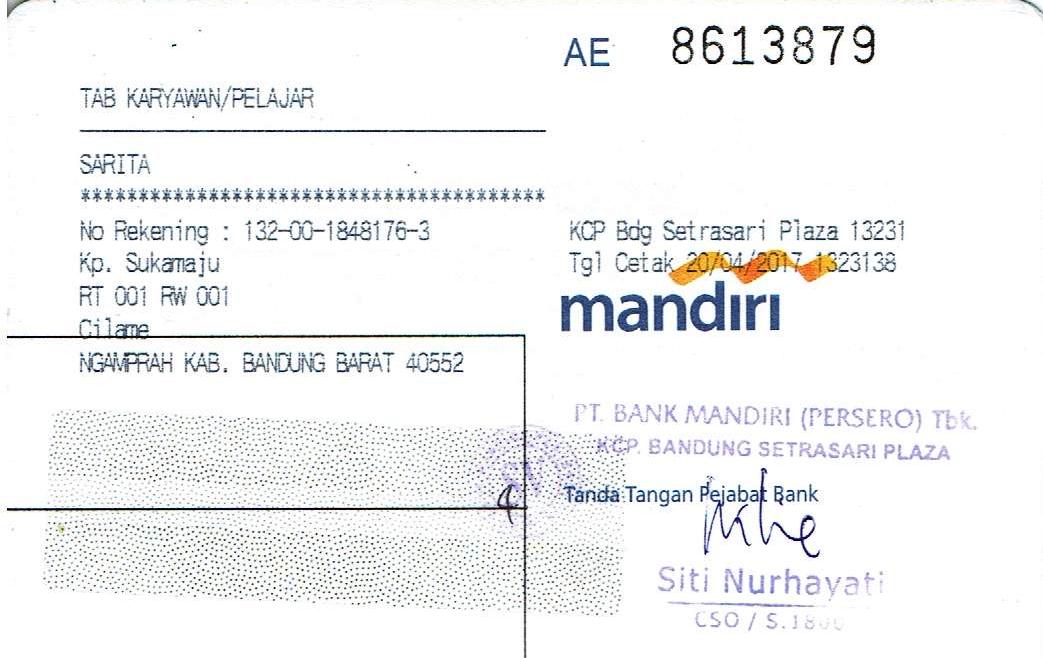 AE 8613879
TAB KARYAWAN/PELAJAR
SARITA
****************************************
No Rekening : 132-00-1848176-3
KCP Bdg Setrasari Plaza 13231
Kp. Sukamaju
Tgl Cetak 20/04/2017 1323138
RT 001 RW 001
mandiri
Cilame
NGAMPRAH KAB. BANDUNG BARAT 40552
PT. BANK MANDIRI (PERSERO) Tbk.
KCP. BANDUNG SETRASARI PLAZA
Tanda Tangan Pejabat Bank
Siti Nurhayati
CSO / S.1800